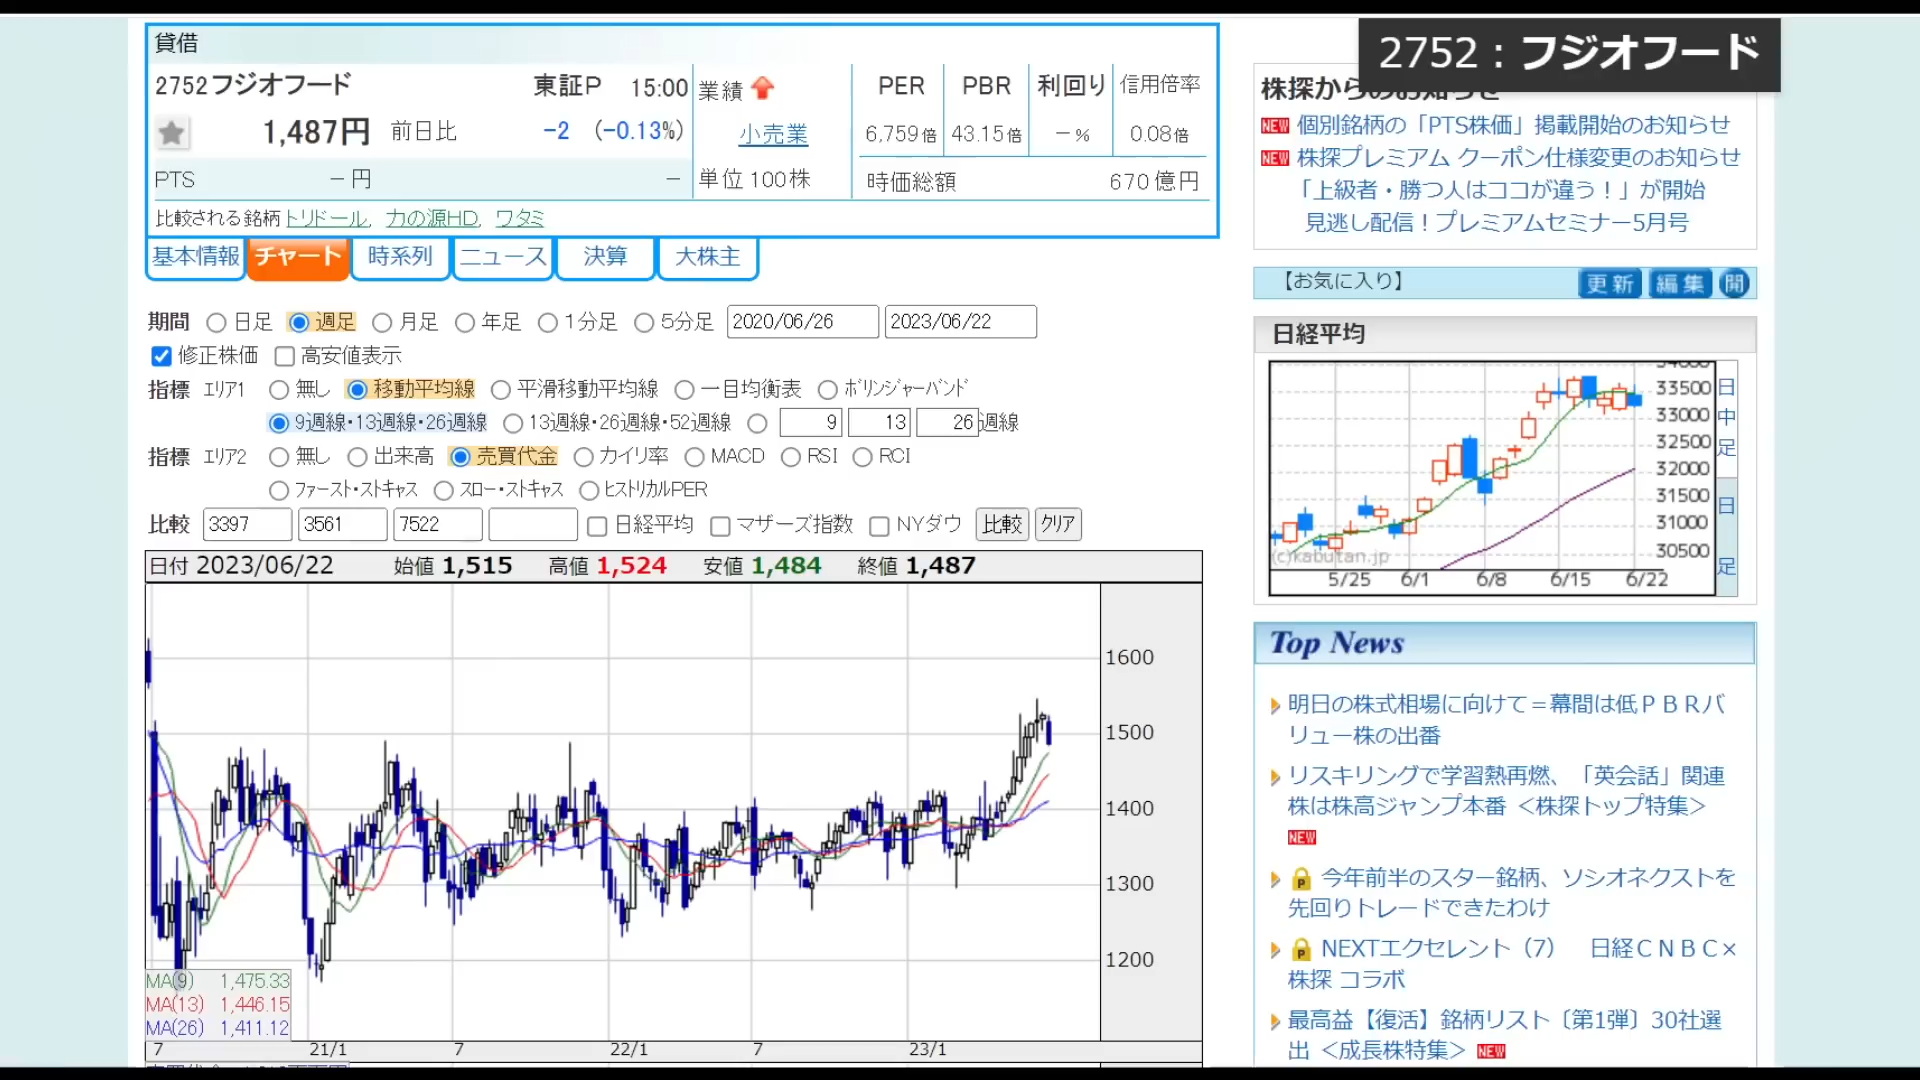 2752：フジオフード
貸借
2752フジオフード 東証P 15:00
1,487円 前日比 -2 (-0.13%)
PTS －円 －
業績
小売業
単位 100株
PER PBR 利回り 信用倍率
6,759倍 43.15倍 －% 0.08倍
時価総額 670億円
比較される銘柄 トリドール, 力の源HD, ワタミ
基本情報 チャート 時系列 ニュース 決算 大株主
期間 日足 週足 月足 年足 1分足 5分足 2020/06/26 2023/06/22
修正株価 高安値表示
指標 エリア1 無し 移動平均線 平滑移動平均線 一目均衡表 ボリンジャーバンド
9週線・13週線・26週線 13週線・26週線・52週線 9 13 26 週線
指標 エリア2 無し 出来高 売買代金 カイリ率 MACD RSI RCI
ファースト・ストキャス スロー・ストキャス ヒストリカルPER
比較 3397 3561 7522 日経平均 マザーズ指数 NYダウ 比較 クリア
日付 2023/06/22 始値 1,515 高値 1,524 安値 1,484 終値 1,487
1600
1500
1400
1300
1200
MA(9) 1,475.33
MA(13) 1,446.15
MA(26) 1,411.12
7 21/1 7 22/1 7 23/1
株探からのお知らせ
NEW 個別銘柄の「PTS株価」掲載開始のお知らせ
NEW 株探プレミアム クーポン仕様変更のお知らせ
「上級者・勝つ人はココが違う！」が開始
見逃し配信！プレミアムセミナー5月号
【お気に入り】 更新 編集 開
日経平均
34000
33500
33000
32500
32000
31500
31000
30500
(c)kabutan.jp
5/25 6/1 6/8 6/15 6/22
日中足
日足
Top News
明日の株式相場に向けて＝幕間は低ＰＢＲバ
リュー株の出番
リスキリングで学習熱再燃、「英会話」関連
株は株高ジャンプ本番 ＜株探トップ特集＞
NEW
P 今年前半のスター銘柄、ソシオネクストを
先回りトレードできたわけ
P NEXTエクセレント（7） 日経ＣＮＢＣ×
株探 コラボ
最高益【復活】銘柄リスト〔第1弾〕30社選
出 ＜成長株特集＞ NEW